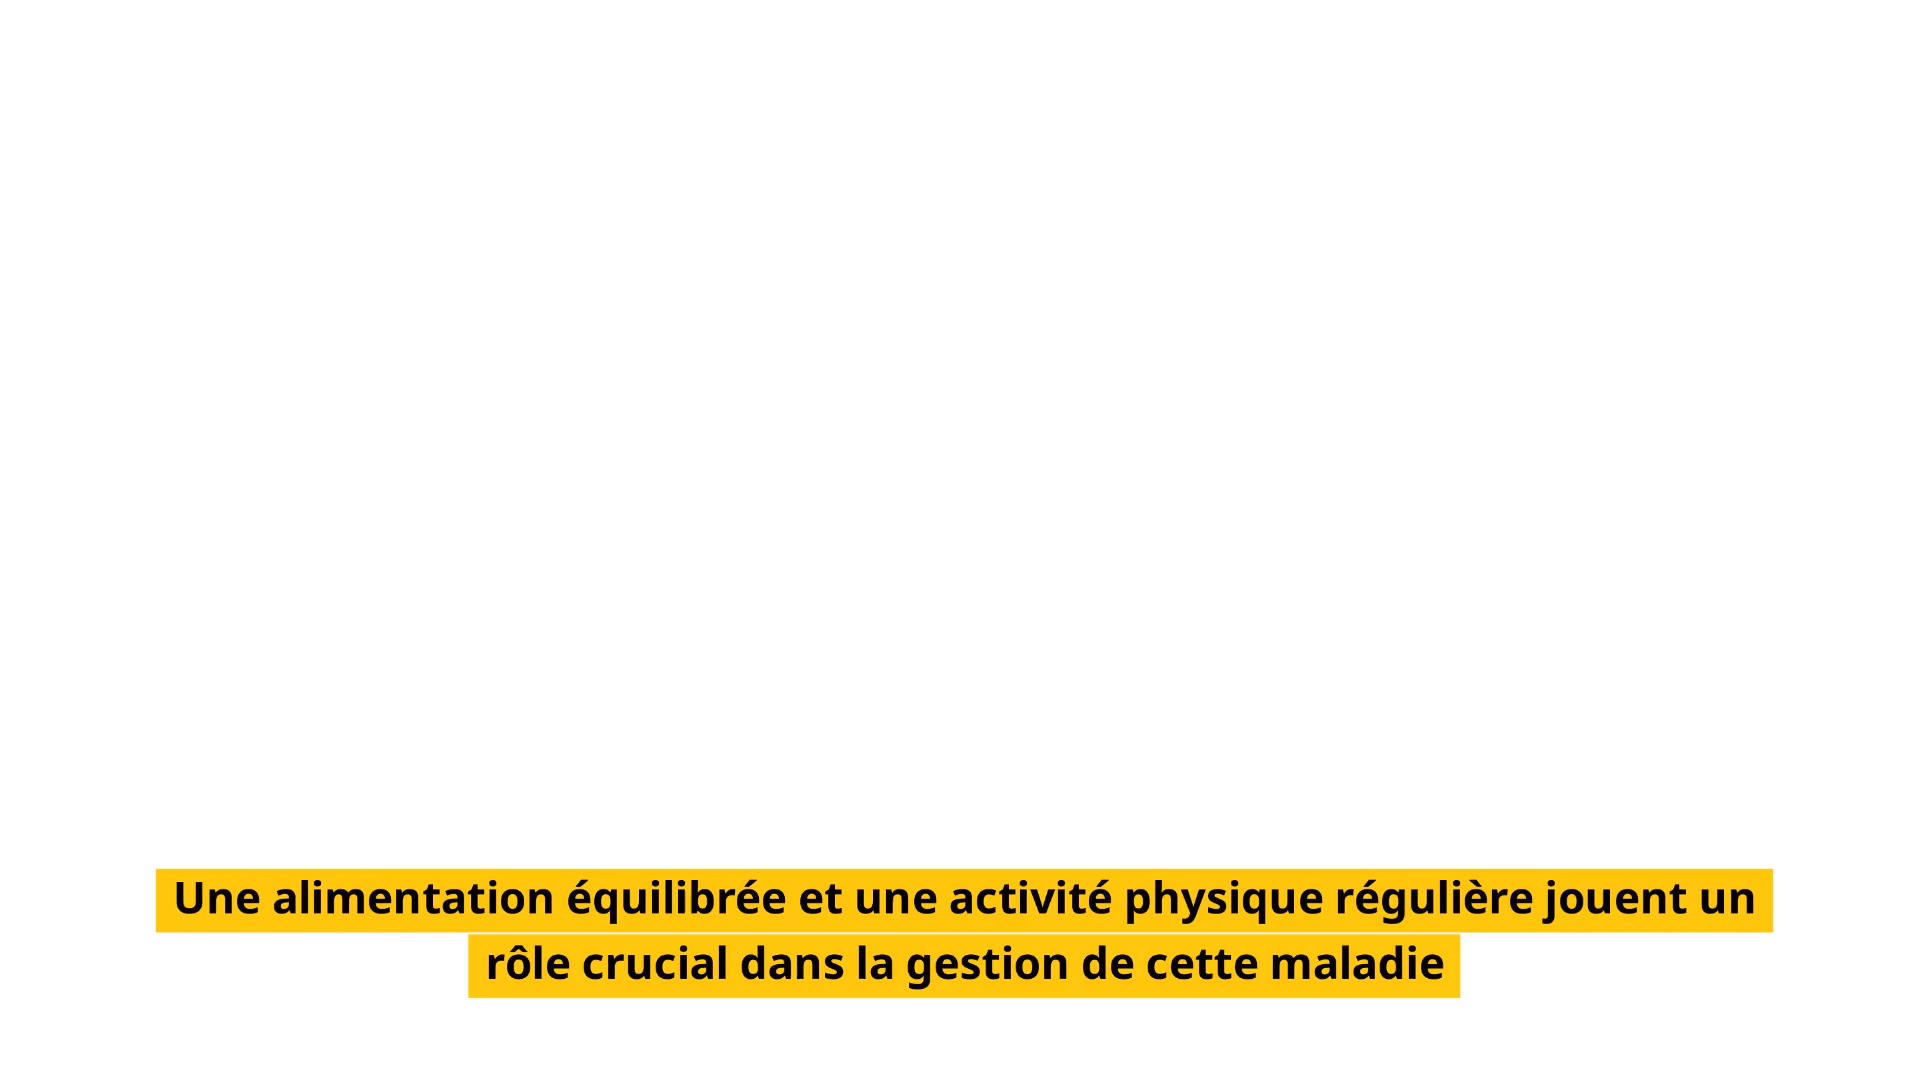 Une alimentation équilibrée et une activité physique régulière jouent un
rôle crucial dans la gestion de cette maladie